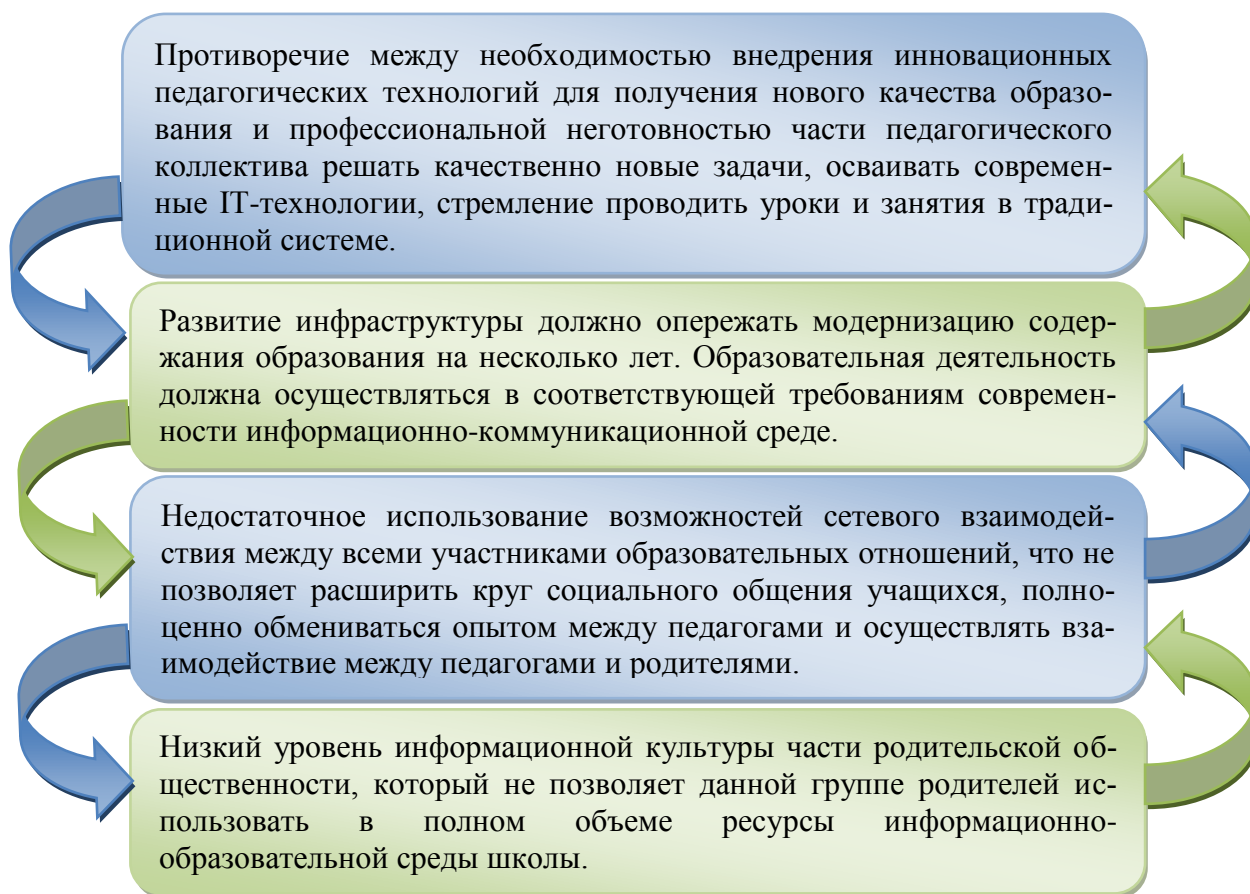 Противоречие между необходимостью внедрения инновационных
педагогических технологий для получения нового качества образо-
вания и профессиональной неготовностью части педагогического
коллектива решать качественно новые задачи, осваивать современ-
ные IT-технологии, стремление проводить уроки и занятия в тради-
ционной системе.
Развитие инфраструктуры должно опережать модернизацию содер-
жания образования на несколько лет. Образовательная деятельность
должна осуществляться в соответствующей требованиям современ-
ности информационно-коммуникационной среде.
Недостаточное использование возможностей сетевого взаимодей-
ствия между всеми участниками образовательных отношений, что не
позволяет расширить круг социального общения учащихся, полно-
ценно обмениваться опытом между педагогами и осуществлять вза-
имодействие между педагогами и родителями.
Низкий уровень информационной культуры части родительской об-
щественности, который не позволяет данной группе родителей ис-
пользовать в полном объеме ресурсы информационно-
образовательной среды школы.